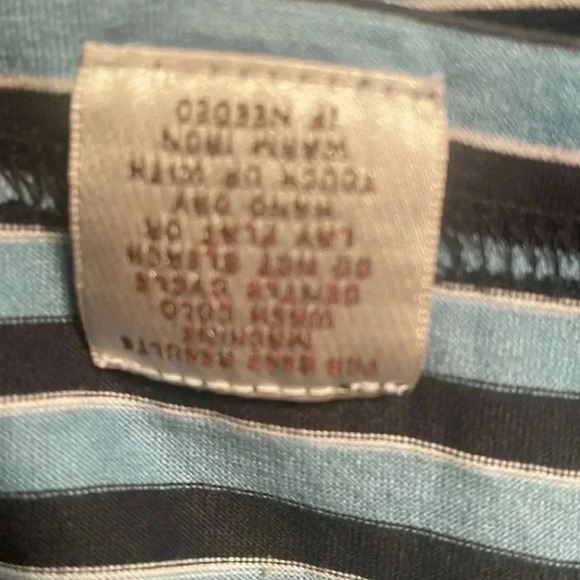 FOR BEST RESULTS
MACHINE
WASH COLD
GENTLE CYCLE
DO NOT BLEACH
LAY FLAT OR
HANG DRY
TOUCH UP WITH
WARM IRON
IF NEEDED